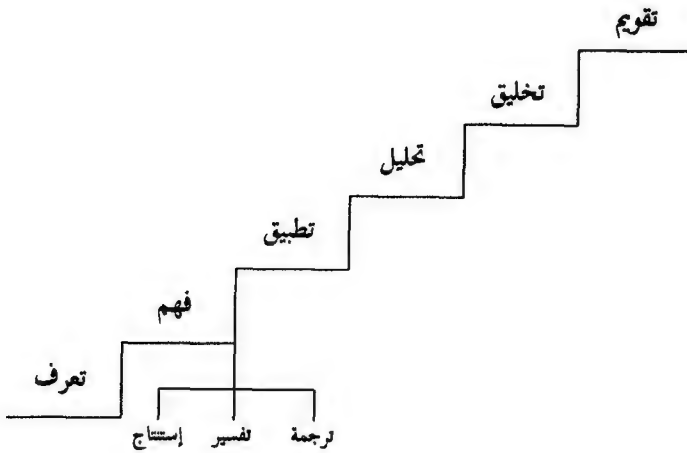 تقويم
تخليق
تحليل
تطبيق
فهم
تعرف
ترجمة تفسير إستنتاج